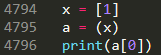 4794 x = [1]
4795 a = (x)
4796 print(a[0])